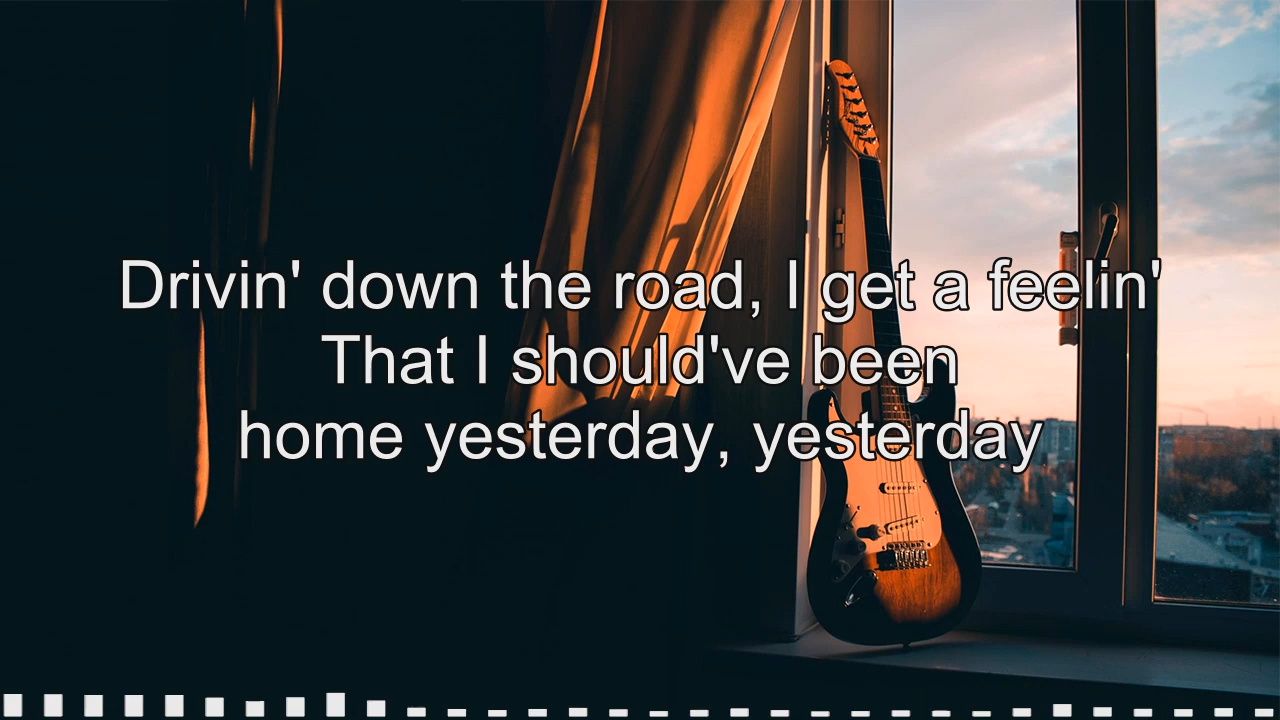 Drivin' down the road, I get a feelin'
That I should've been
home yesterday, yesterday